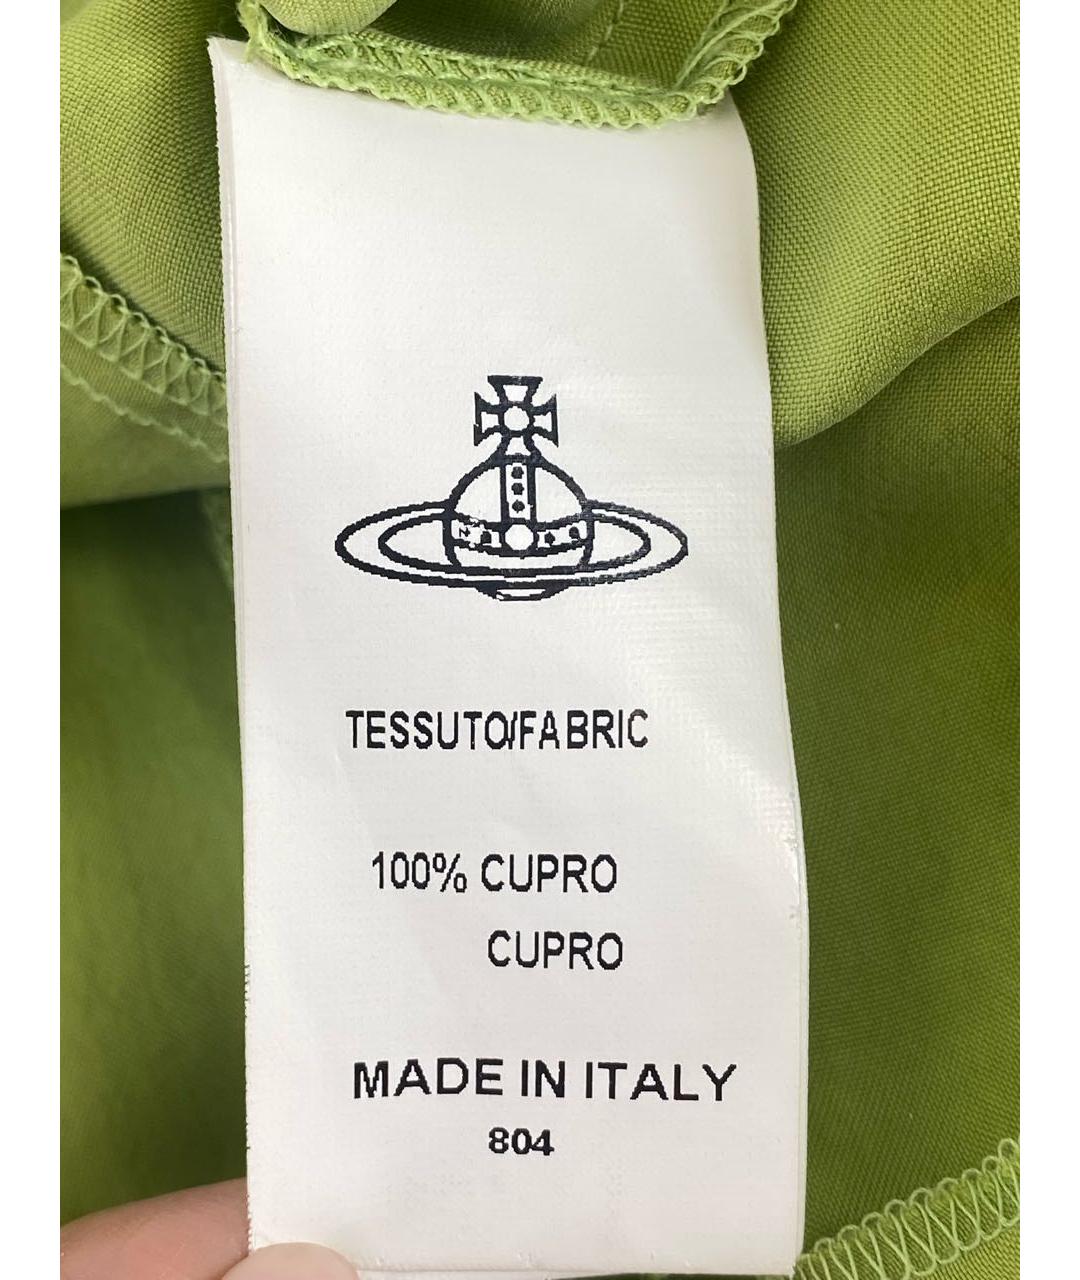 TESSUTO/FABRIC
100% CUPRO
CUPRO
MADE IN ITALY
804